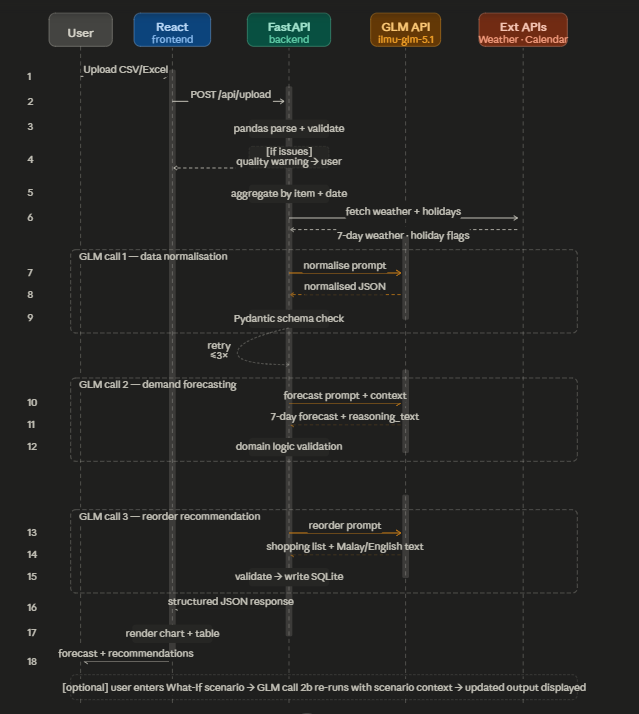 User
React
frontend
FastAPI
backend
GLM API
ilmu-glm-5.1
Ext APIs
Weather · Calendar
1
Upload CSV/Excel
2
POST /api/upload
3
pandas parse + validate
4
[if issues]
quality warning → user
5
aggregate by item + date
6
fetch weather + holidays
7-day weather · holiday flags
GLM call 1 — data normalisation
7
normalise prompt
8
normalised JSON
9
Pydantic schema check
retry
≤3×
GLM call 2 — demand forecasting
10
forecast prompt + context
11
7-day forecast + reasoning_text
12
domain logic validation
GLM call 3 — reorder recommendation
13
reorder prompt
14
shopping list + Malay/English text
15
validate → write SQLite
16
structured JSON response
17
render chart + table
18
forecast + recommendations
[optional] user enters What-If scenario → GLM call 2b re-runs with scenario context → updated output displayed